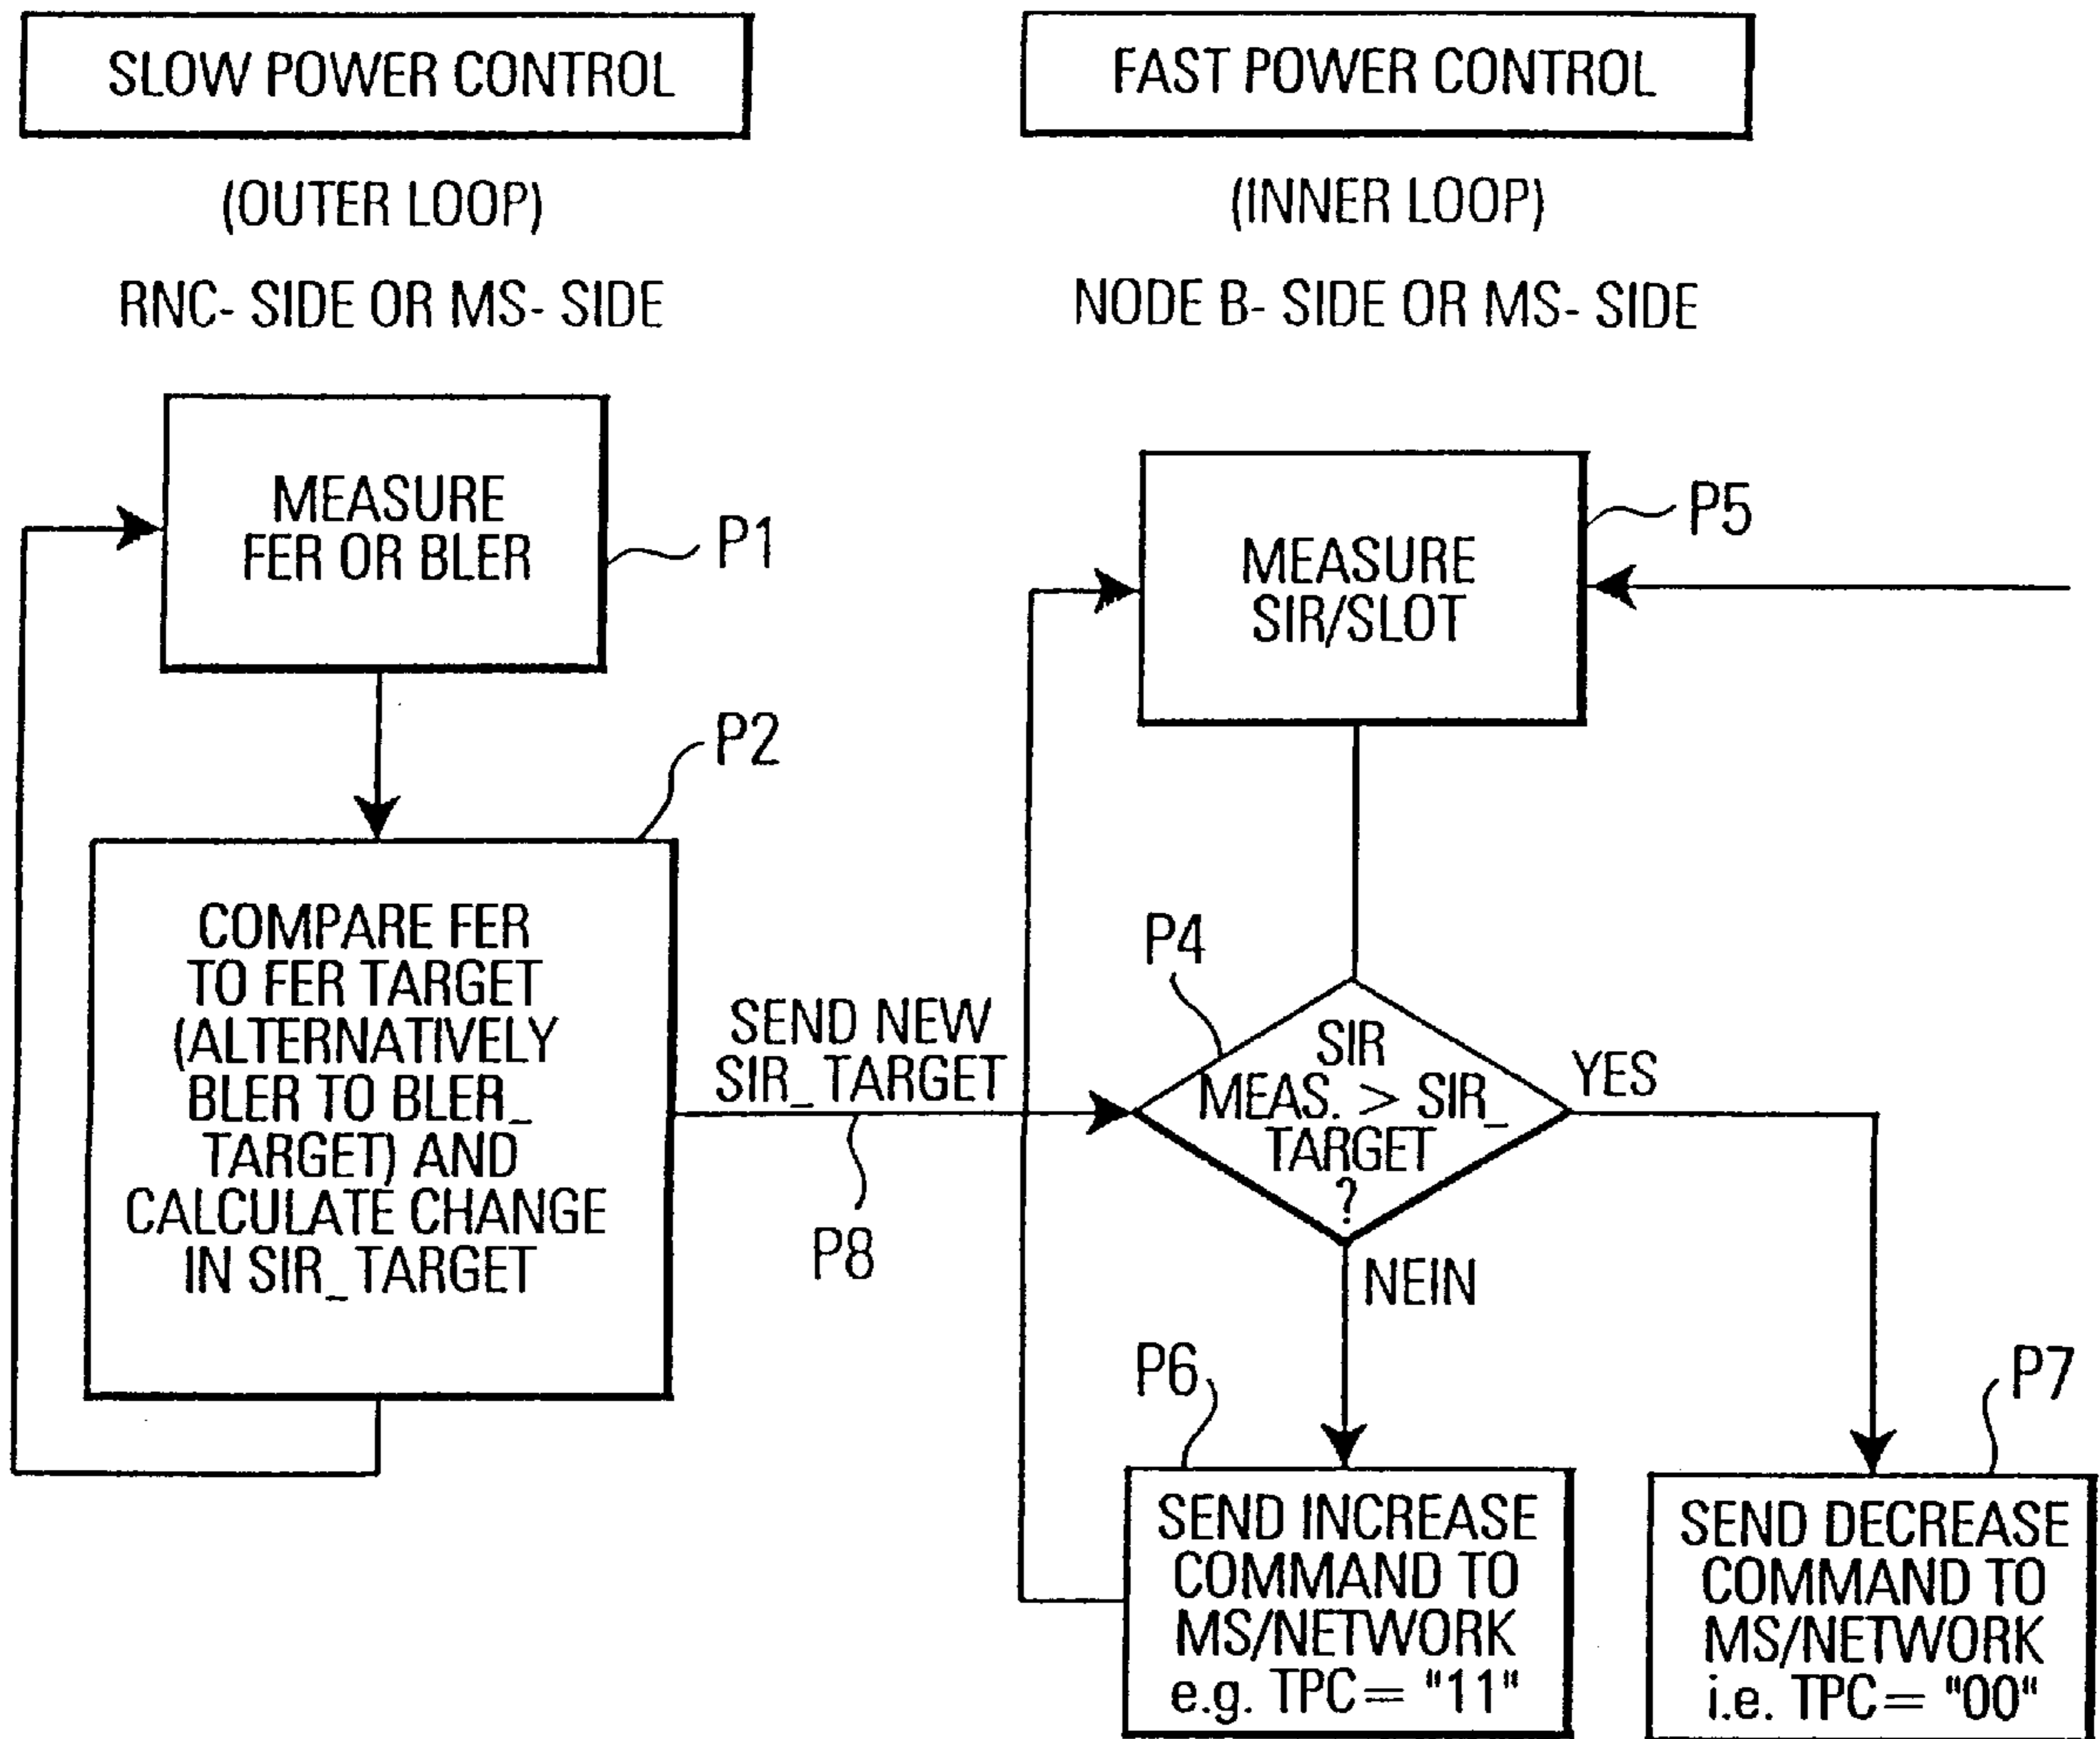 SLOW POWER CONTROL
(OUTER LOOP)
RNC- SIDE OR MS- SIDE
MEASURE
FER OR BLER
P1
P2
COMPARE FER
TO FER TARGET
(ALTERNATIVELY
BLER TO BLER_
TARGET) AND
CALCULATE CHANGE
IN SIR_TARGET
SEND NEW
SIR_TARGET
P8
FAST POWER CONTROL
(INNER LOOP)
NODE B- SIDE OR MS- SIDE
MEASURE
SIR/SLOT
P5
P4
SIR
MEAS. > SIR_
TARGET
?
YES
NEIN
P6
SEND INCREASE
COMMAND TO
MS/NETWORK
e.g. TPC= "11"
P7
SEND DECREASE
COMMAND TO
MS/NETWORK
i.e. TPC= "00"